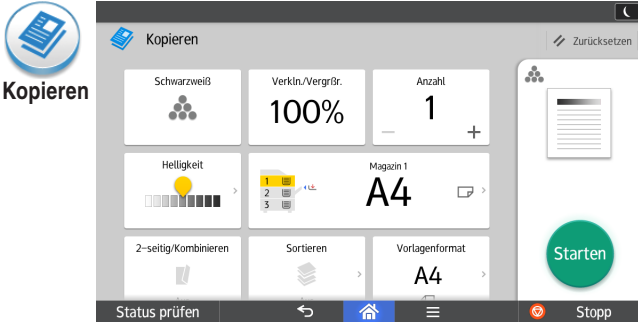 Kopieren
Kopieren
Zurücksetzen
Schwarzweiß
Verkln./Vergrßr.
100%
Anzahl
1
Helligkeit
1
2
3
Magazin 1
A4
2-seitig/Kombinieren
Sortieren
Vorlagenformat
A4
Starten
Status prüfen
Stopp